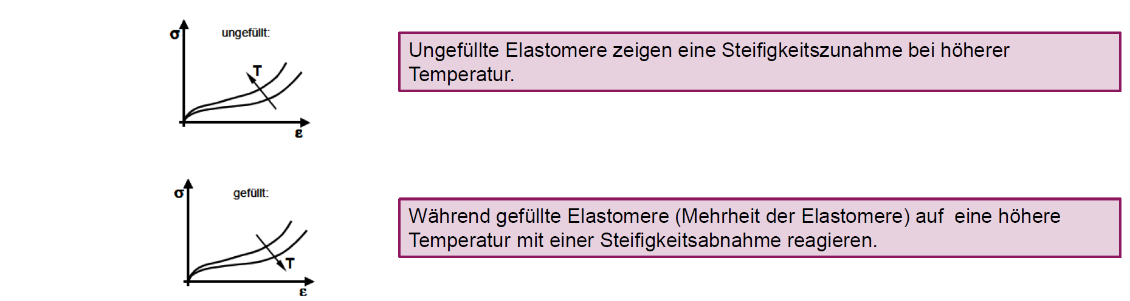 σ
ungefüllt:
T
ε
Ungefüllte Elastomere zeigen eine Steifigkeitszunahme bei höherer
Temperatur.
σ
gefüllt:
T
ε
Während gefüllte Elastomere (Mehrheit der Elastomere) auf eine höhere
Temperatur mit einer Steifigkeitsabnahme reagieren.